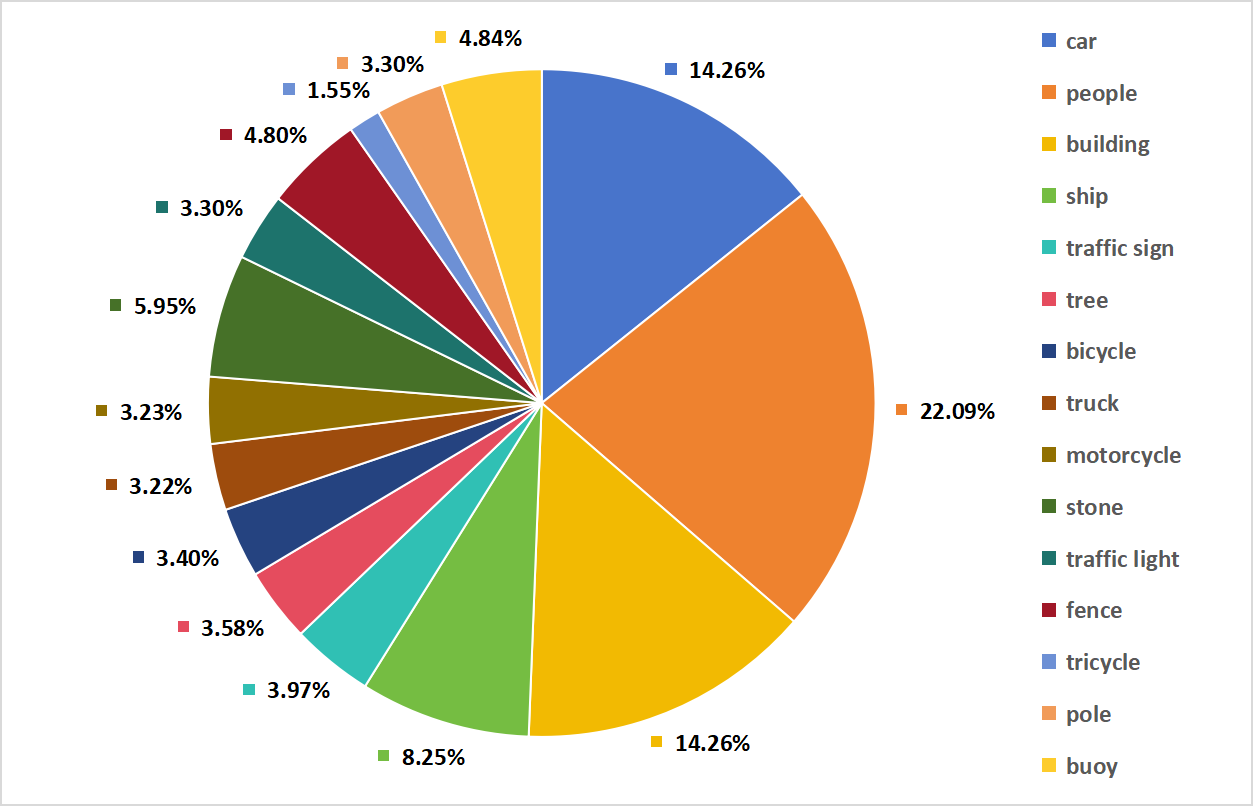 14.26%
22.09%
14.26%
8.25%
3.97%
3.58%
3.40%
3.22%
3.23%
5.95%
3.30%
4.80%
1.55%
3.30%
4.84%
car
people
building
ship
traffic sign
tree
bicycle
truck
motorcycle
stone
traffic light
fence
tricycle
pole
buoy